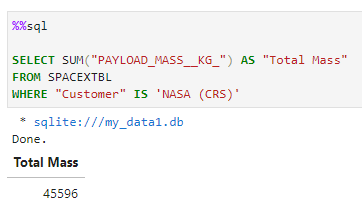 %%sql
SELECT SUM("PAYLOAD_MASS__KG_") AS "Total Mass"
FROM SPACEXTBL
WHERE "Customer" IS 'NASA (CRS)'
* sqlite:///my_data1.db
Done.
Total Mass
45596